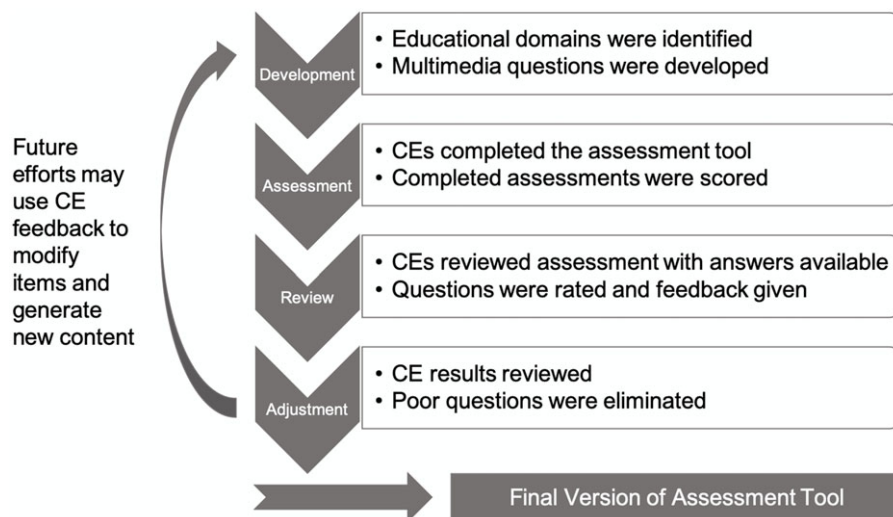 Development
• Educational domains were identified
• Multimedia questions were developed
Future
efforts may
use CE
feedback to
modify
items and
generate
new content
Assessment
• CEs completed the assessment tool
• Completed assessments were scored
Review
• CEs reviewed assessment with answers available
• Questions were rated and feedback given
Adjustment
• CE results reviewed
• Poor questions were eliminated
Final Version of Assessment Tool